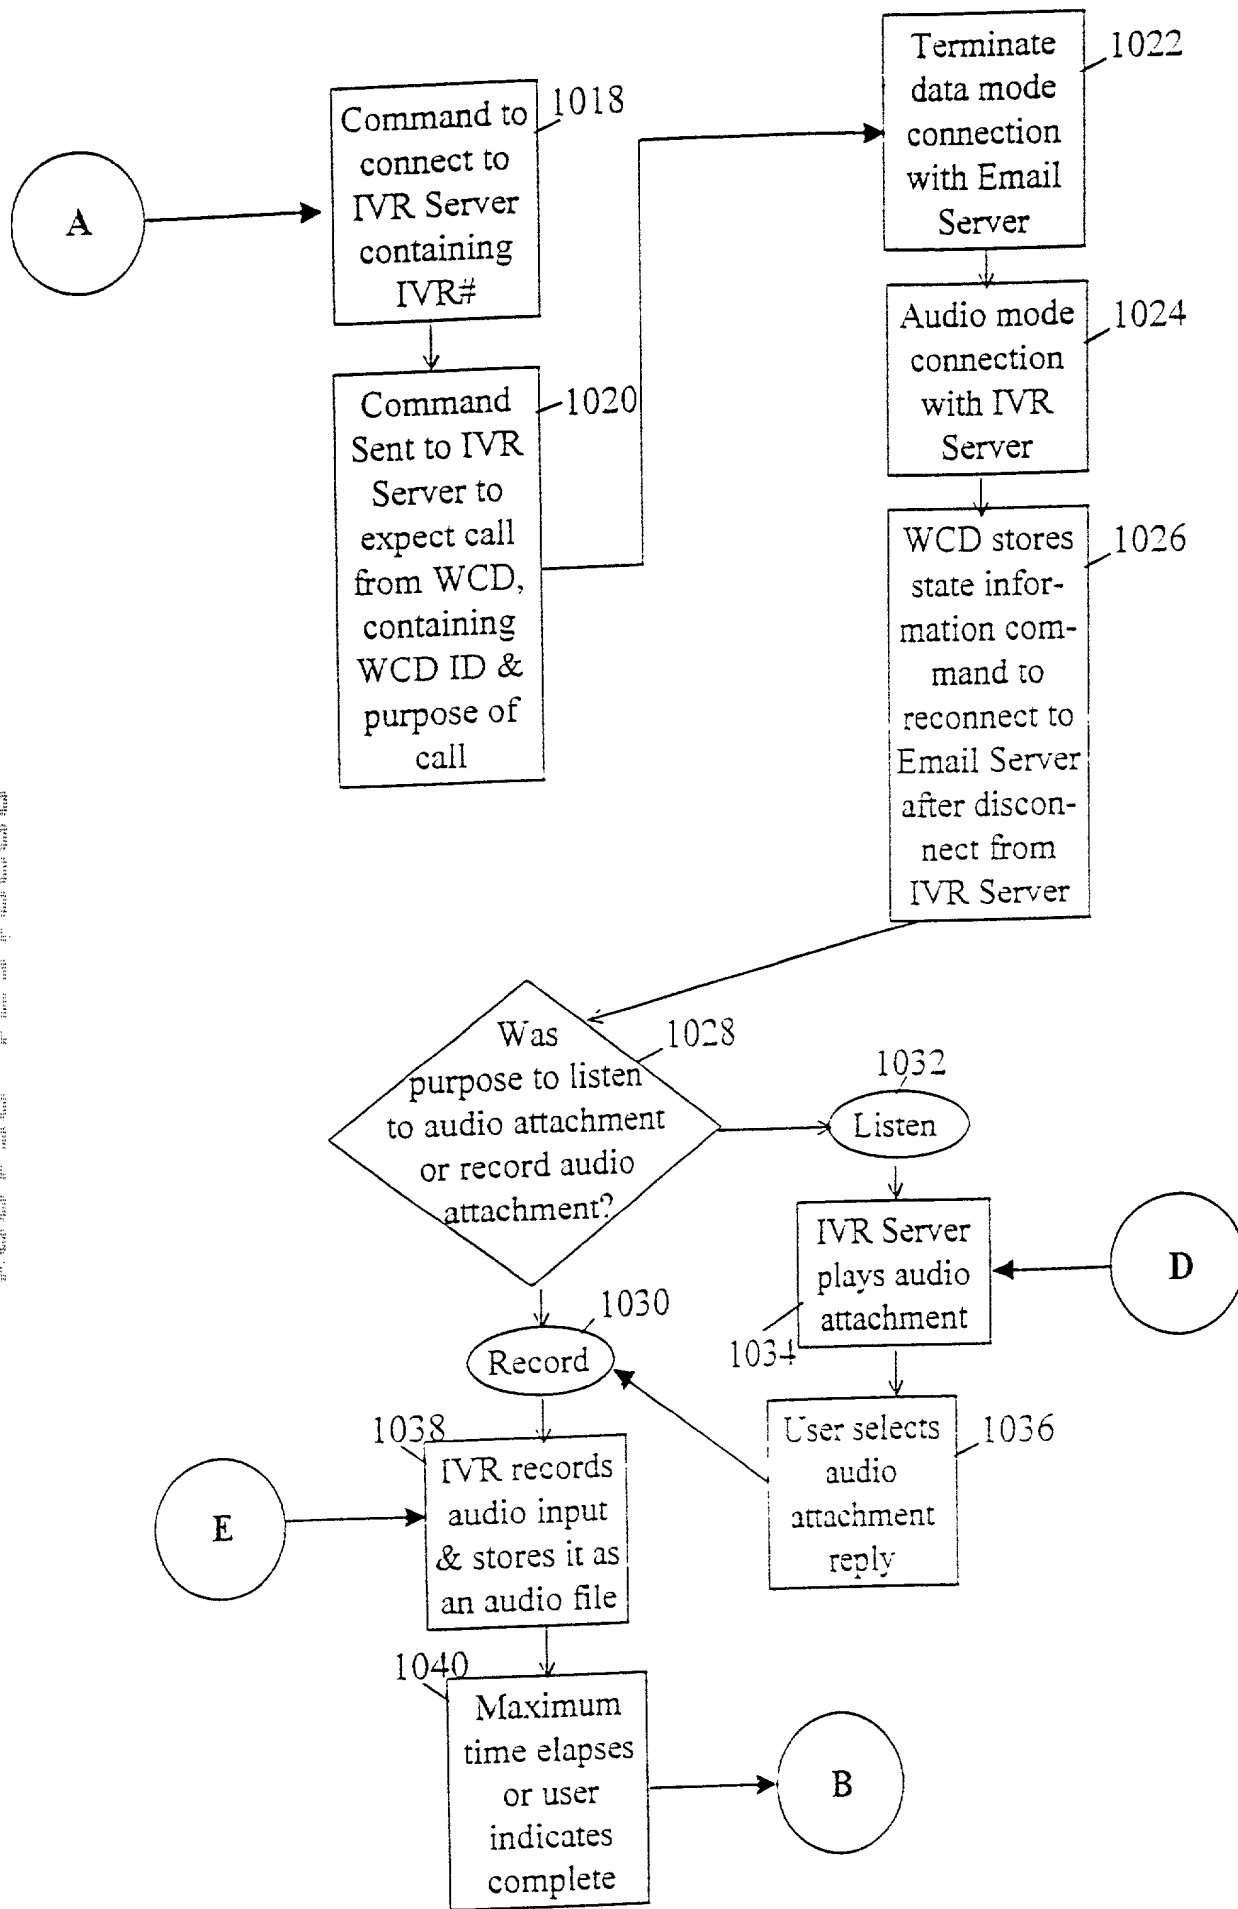 A
1018
Command to
connect to
IVR Server
containing
IVR#
1020
Command
Sent to IVR
Server to
expect call
from WCD,
containing
WCD ID &
purpose of
call
1022
Terminate
data mode
connection
with Email
Server
1024
Audio mode
connection
with IVR
Server
1026
WCD stores
state infor-
mation com-
mand to
reconnect to
Email Server
after discon-
nect from
IVR Server
1028
Was
purpose to listen
to audio attachment
or record audio
attachment?
1032
Listen
IVR Server
plays audio
attachment
1034
D
1030
Record
User selects
audio
attachment
reply
1036
1038
IVR records
audio input
& stores it as
an audio file
E
1040
Maximum
time elapses
or user
indicates
complete
B